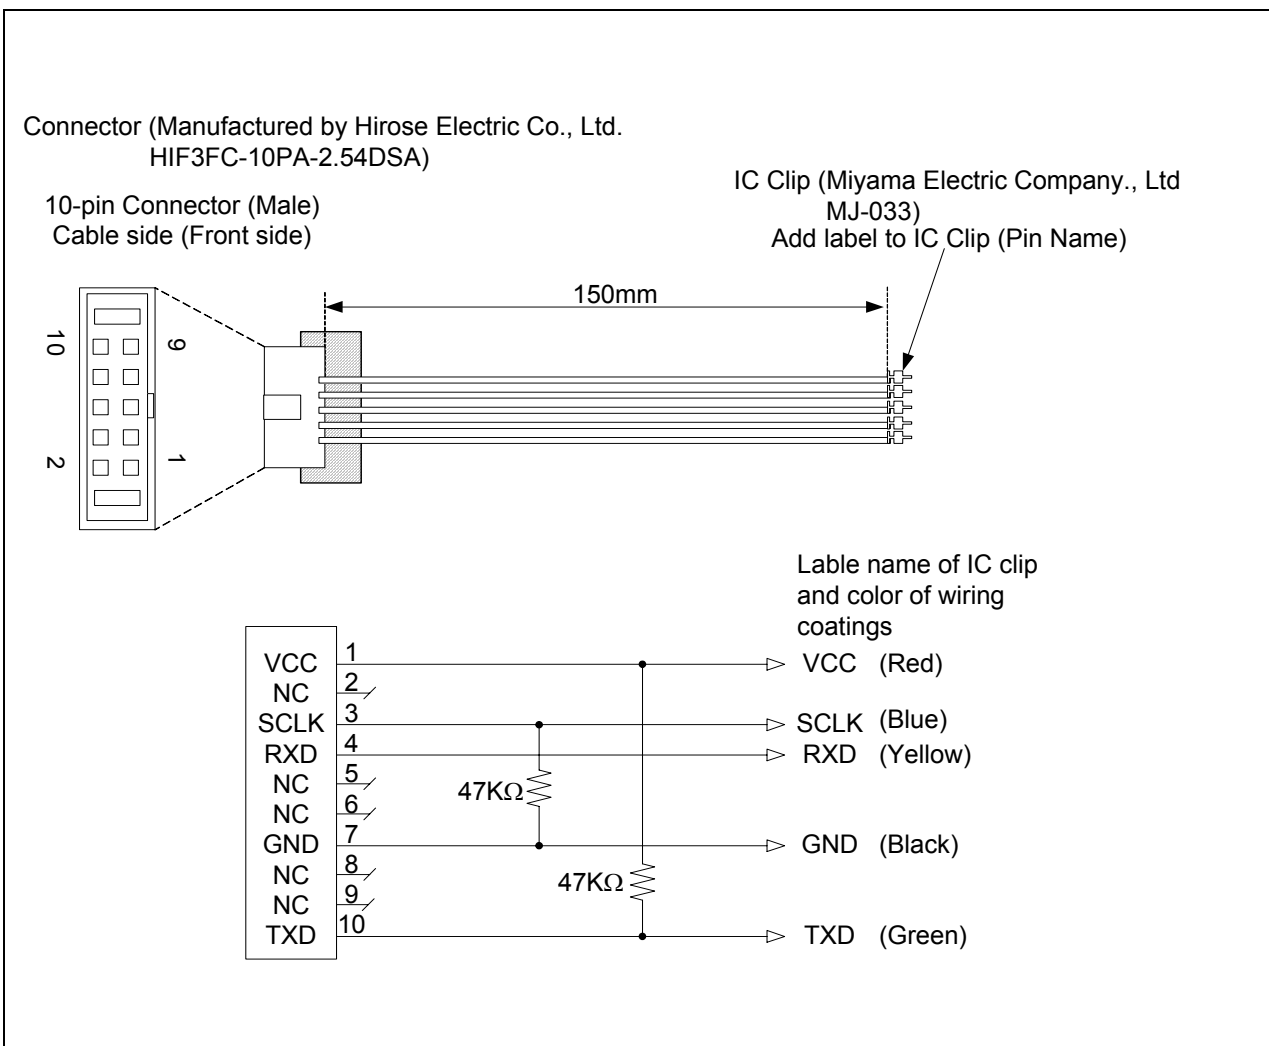 Connector (Manufactured by Hirose Electric Co., Ltd.
HIF3FC-10PA-2.54DSA)
IC Clip (Miyama Electric Company., Ltd
MJ-033)
Add label to IC Clip (Pin Name)
10-pin Connector (Male)
Cable side (Front side)
150mm
10
9
2
1
Lable name of IC clip
and color of wiring
coatings
VCC 1 VCC (Red)
NC 2
SCLK 3 SCLK (Blue)
RXD 4 RXD (Yellow)
NC 5
47KΩ
NC 6
GND 7 GND (Black)
NC 8
47KΩ
NC 9
TXD 10 TXD (Green)